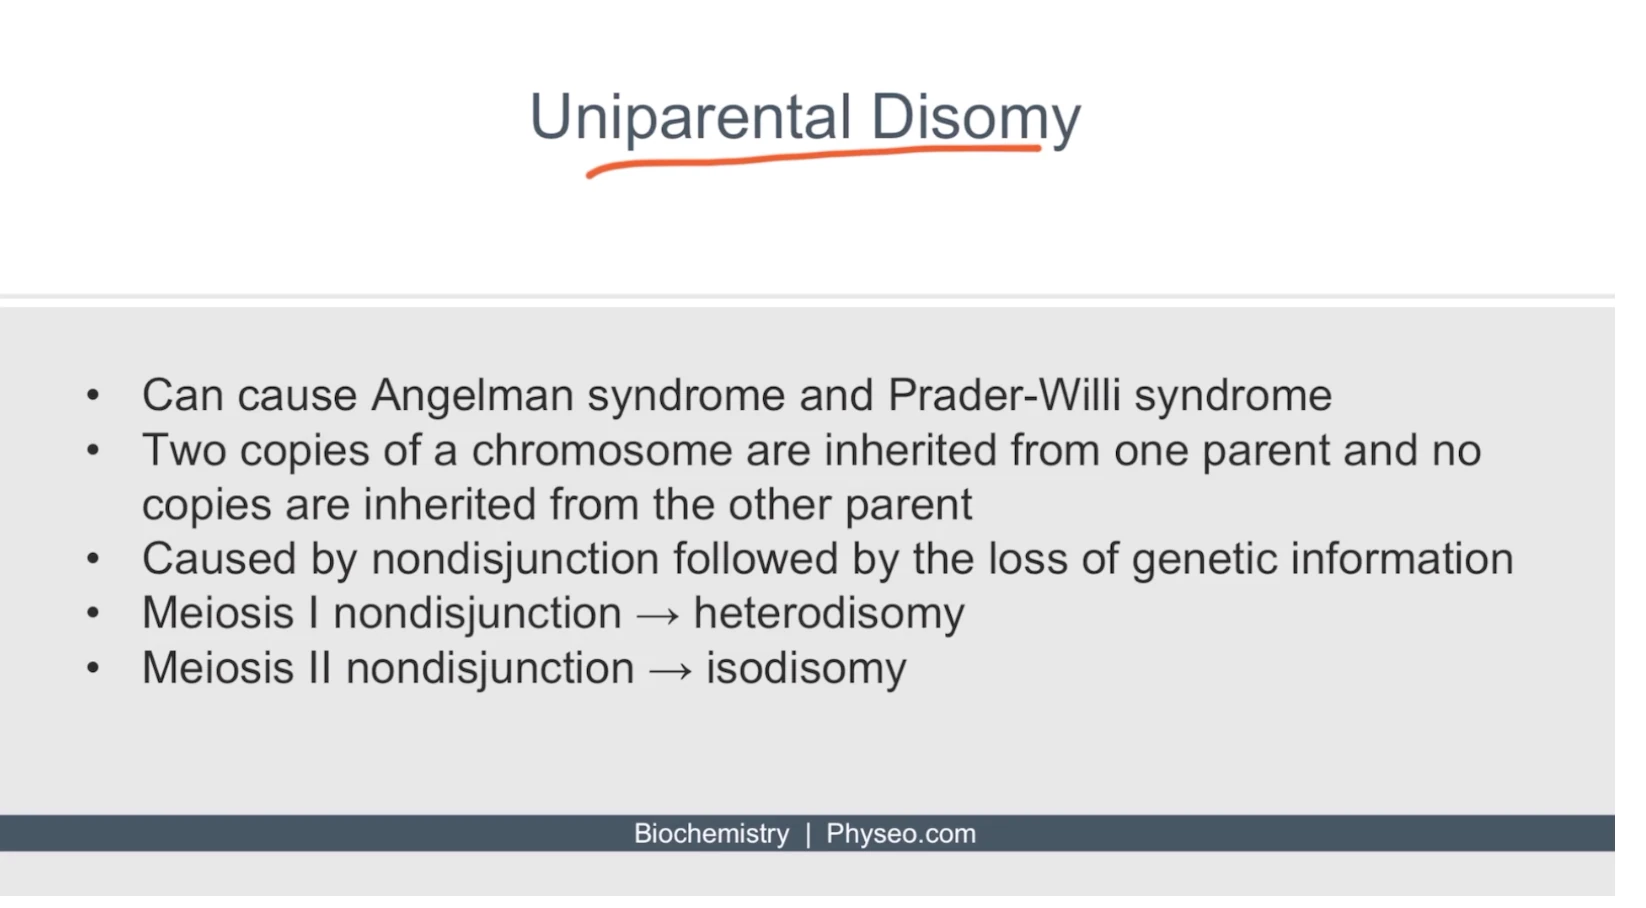 Uniparental Disomy
• Can cause Angelman syndrome and Prader-Willi syndrome
• Two copies of a chromosome are inherited from one parent and no
copies are inherited from the other parent
• Caused by nondisjunction followed by the loss of genetic information
• Meiosis I nondisjunction → heterodisomy
• Meiosis II nondisjunction → isodisomy
Biochemistry | Physeo.com